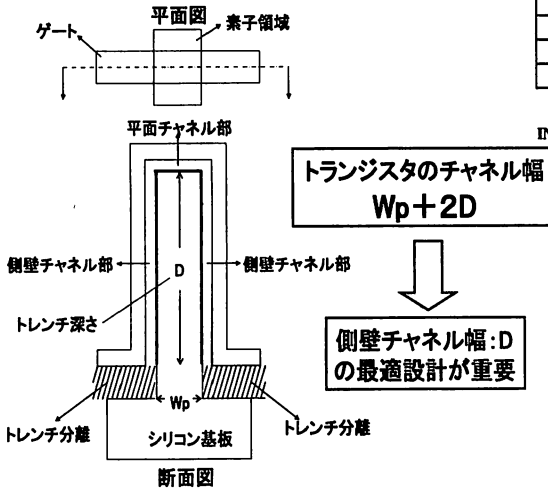 平面図
ゲート
素子領域
平面チャネル部
側壁チャネル部
D
側壁チャネル部
トレンチ深さ
Wp
トレンチ分離
シリコン基板
トレンチ分離
断面図
IN
トランジスタのチャネル幅
Wp+2D
側壁チャネル幅:D
の最適設計が重要